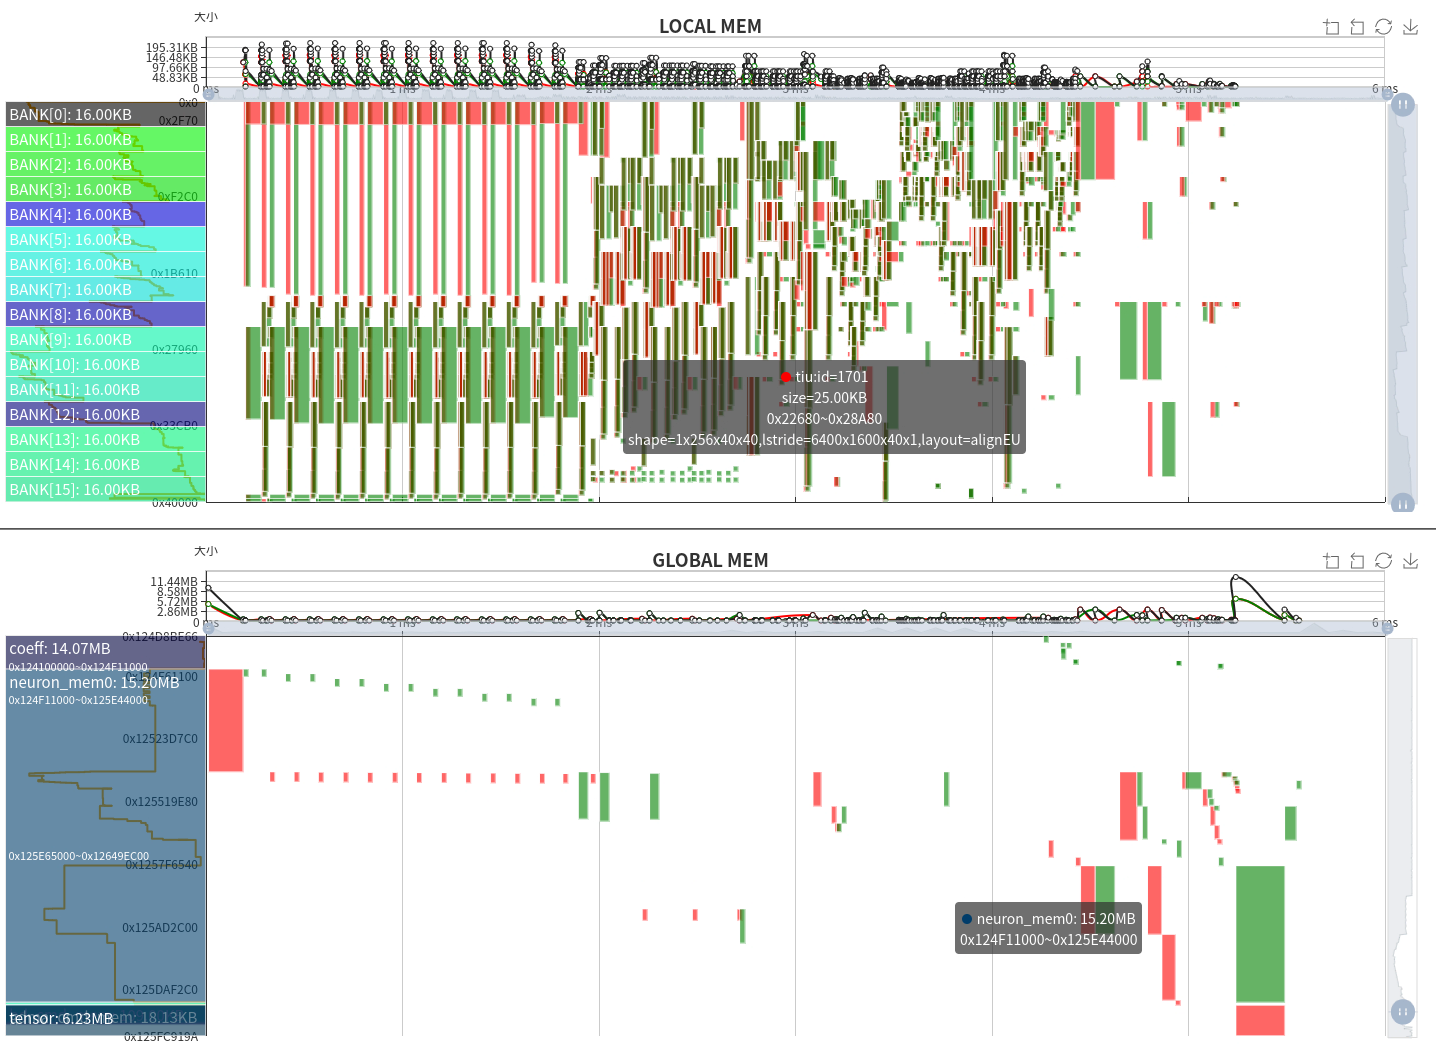 大小
LOCAL MEM
195.31KB
146.48KB
97.66KB
48.83KB
0
1 ms
2 ms
3 ms
4 ms
5 ms
6 ms
0x0
BANK[0]: 16.00KB
0x2F70
BANK[1]: 16.00KB
BANK[2]: 16.00KB
BANK[3]: 16.00KB
0xF2C0
BANK[4]: 16.00KB
BANK[5]: 16.00KB
BANK[6]: 16.00KB
0x1B610
BANK[7]: 16.00KB
BANK[8]: 16.00KB
BANK[9]: 16.00KB
0x27960
BANK[10]: 16.00KB
BANK[11]: 16.00KB
BANK[12]: 16.00KB
0x33CB0
BANK[13]: 16.00KB
BANK[14]: 16.00KB
BANK[15]: 16.00KB
0x40000
tiu:id=1701
size=25.00KB
0x22680~0x28A80
shape=1x256x40x40,lstride=6400x1600x40x1,layout=alignEU
大小
GLOBAL MEM
11.44MB
8.58MB
5.72MB
2.86MB
0
1 ms
2 ms
3 ms
4 ms
5 ms
6 ms
0x124D8BE66
coeff: 14.07MB
0x124100000~0x124F11000
neuron_mem0: 15.20MB
0x124F11000~0x125E44000
0x12523D7C0
0x125519E80
0x125E65000~0x12649EC00
0x1257F6540
0x125AD2C00
0x125DAF2C0
tensor: 6.23MB
18.13KB
0x125FC919A
neuron_mem0: 15.20MB
0x124F11000~0x125E44000